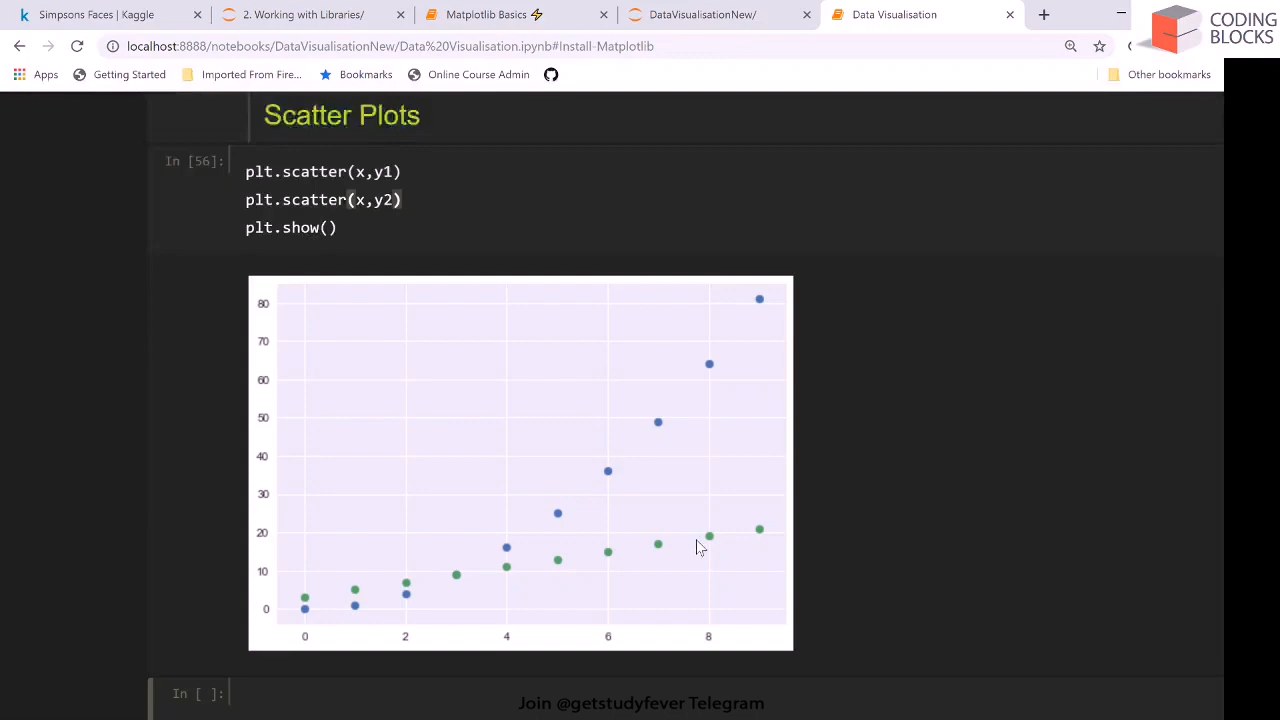 Simpsons Faces | Kaggle
2. Working with Libraries/
Matplotlib Basics ⚡
DataVisualisationNew/
Data Visualisation
CODING
BLOCKS
localhost:8888/notebooks/DataVisualisationNew/Data%20Visualisation.ipynb#Install-Matplotlib
Apps
Getting Started
Imported From Fire...
Bookmarks
Online Course Admin
Other bookmarks
Scatter Plots
In [56]:
plt.scatter(x,y1)
plt.scatter(x,y2)
plt.show()
80
70
60
50
40
30
20
10
0
0 2 4 6 8
In [ ]:
Join @getstudyfever Telegram